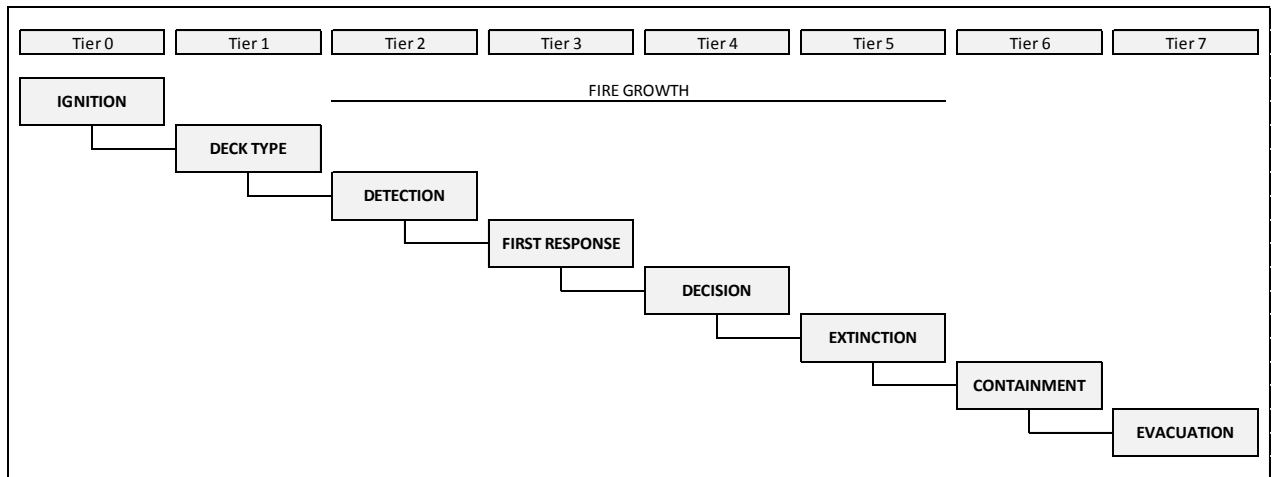 Tier 0 Tier 1 Tier 2 Tier 3 Tier 4 Tier 5 Tier 6 Tier 7
IGNITION
FIRE GROWTH
DECK TYPE
DETECTION
FIRST RESPONSE
DECISION
EXTINCTION
CONTAINMENT
EVACUATION